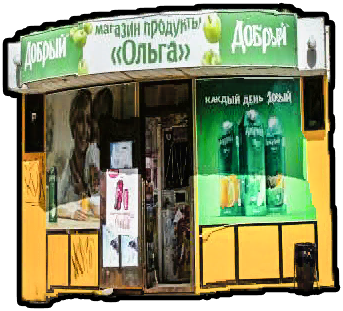 Добрый
МАГАЗИН ПРОДУКТЫ
«ОЛЬГА»
Добрый
КАЖДЫЙ ДЕНЬ ДОБРЫЙ